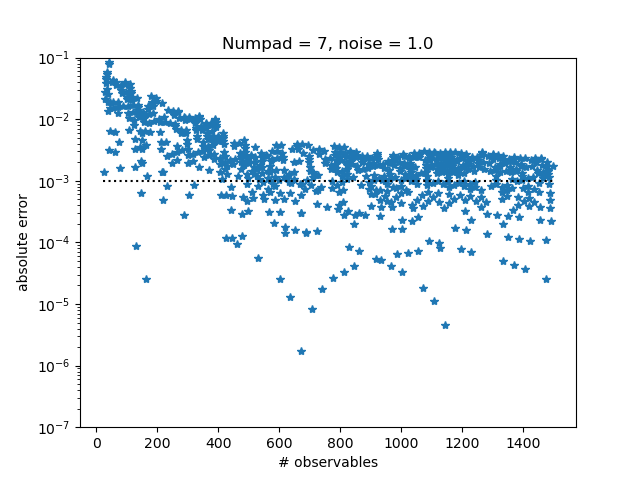 Numpad = 7, noise = 1.0
absolute error
10⁻¹
10⁻²
10⁻³
10⁻⁴
10⁻⁵
10⁻⁶
10⁻⁷
0 200 400 600 800 1000 1200 1400
# observables